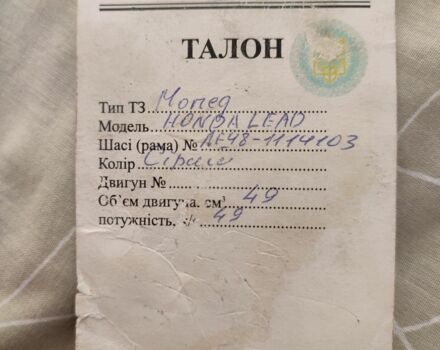 ТАЛОН
Тип ТЗ Мопед
Модель HONDA LEAD
Шасі (рама) № AF48-1114103
Колір Сірий
Двигун №
Об'єм двигуна, см³ 49
потужність, 49